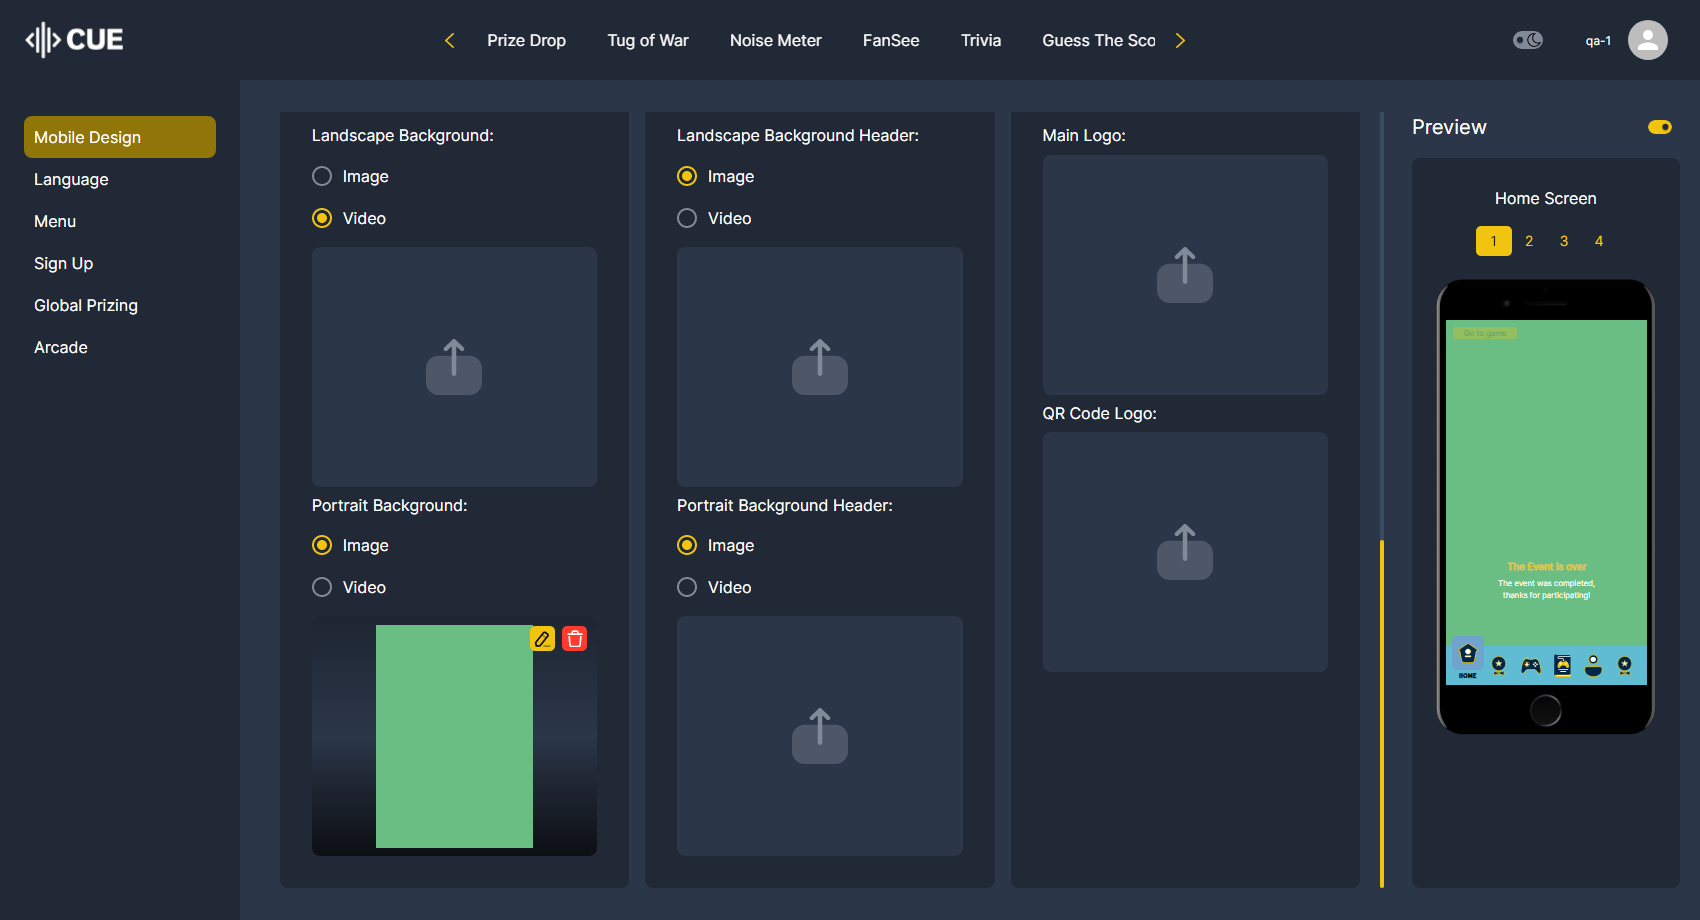 CUE
Prize Drop
Tug of War
Noise Meter
FanSee
Trivia
Guess The Sco
qa-1
Mobile Design
Language
Menu
Sign Up
Global Prizing
Arcade
Landscape Background:
Image
Video
Portrait Background:
Image
Video
Landscape Background Header:
Image
Video
Portrait Background Header:
Image
Video
Main Logo:
QR Code Logo:
Preview
Home Screen
1 2 3 4
Go to game
The Event is over
The event was completed,
thanks for participating!
HOME